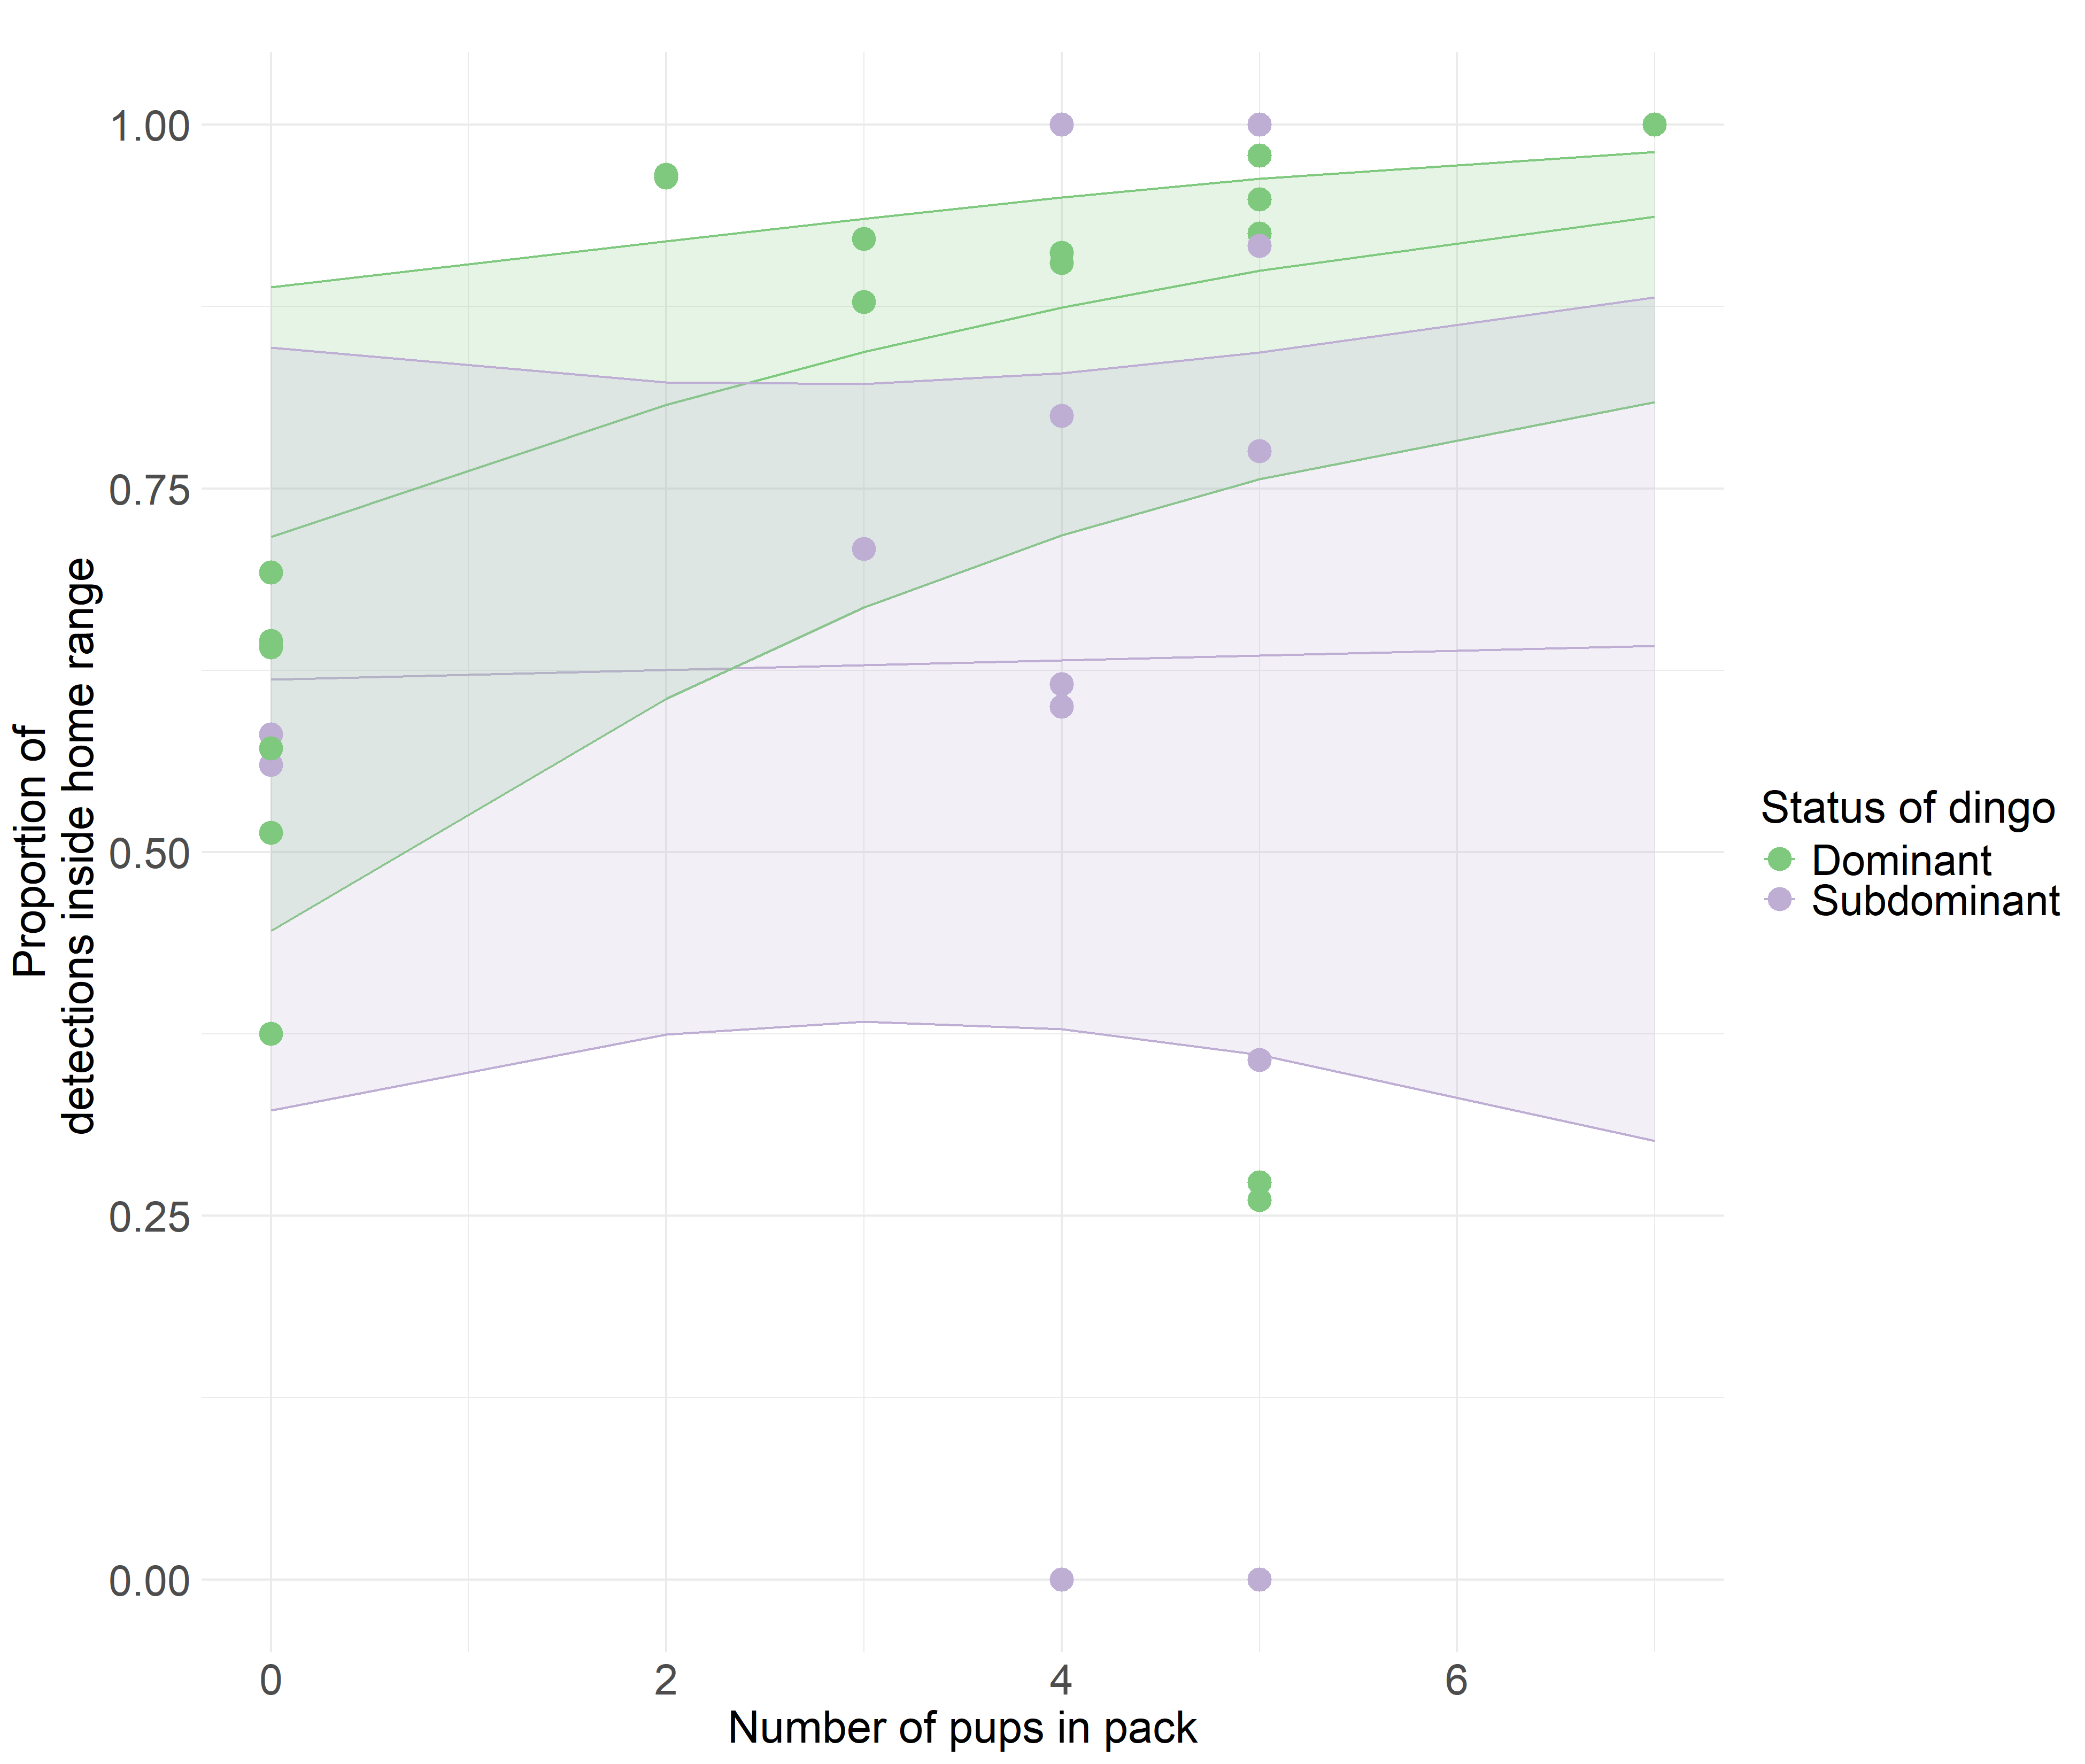 Proportion of
detections inside home range
1.00
0.75
0.50
0.25
0.00
0 2 4 6
Number of pups in pack
Status of dingo
Dominant
Subdominant